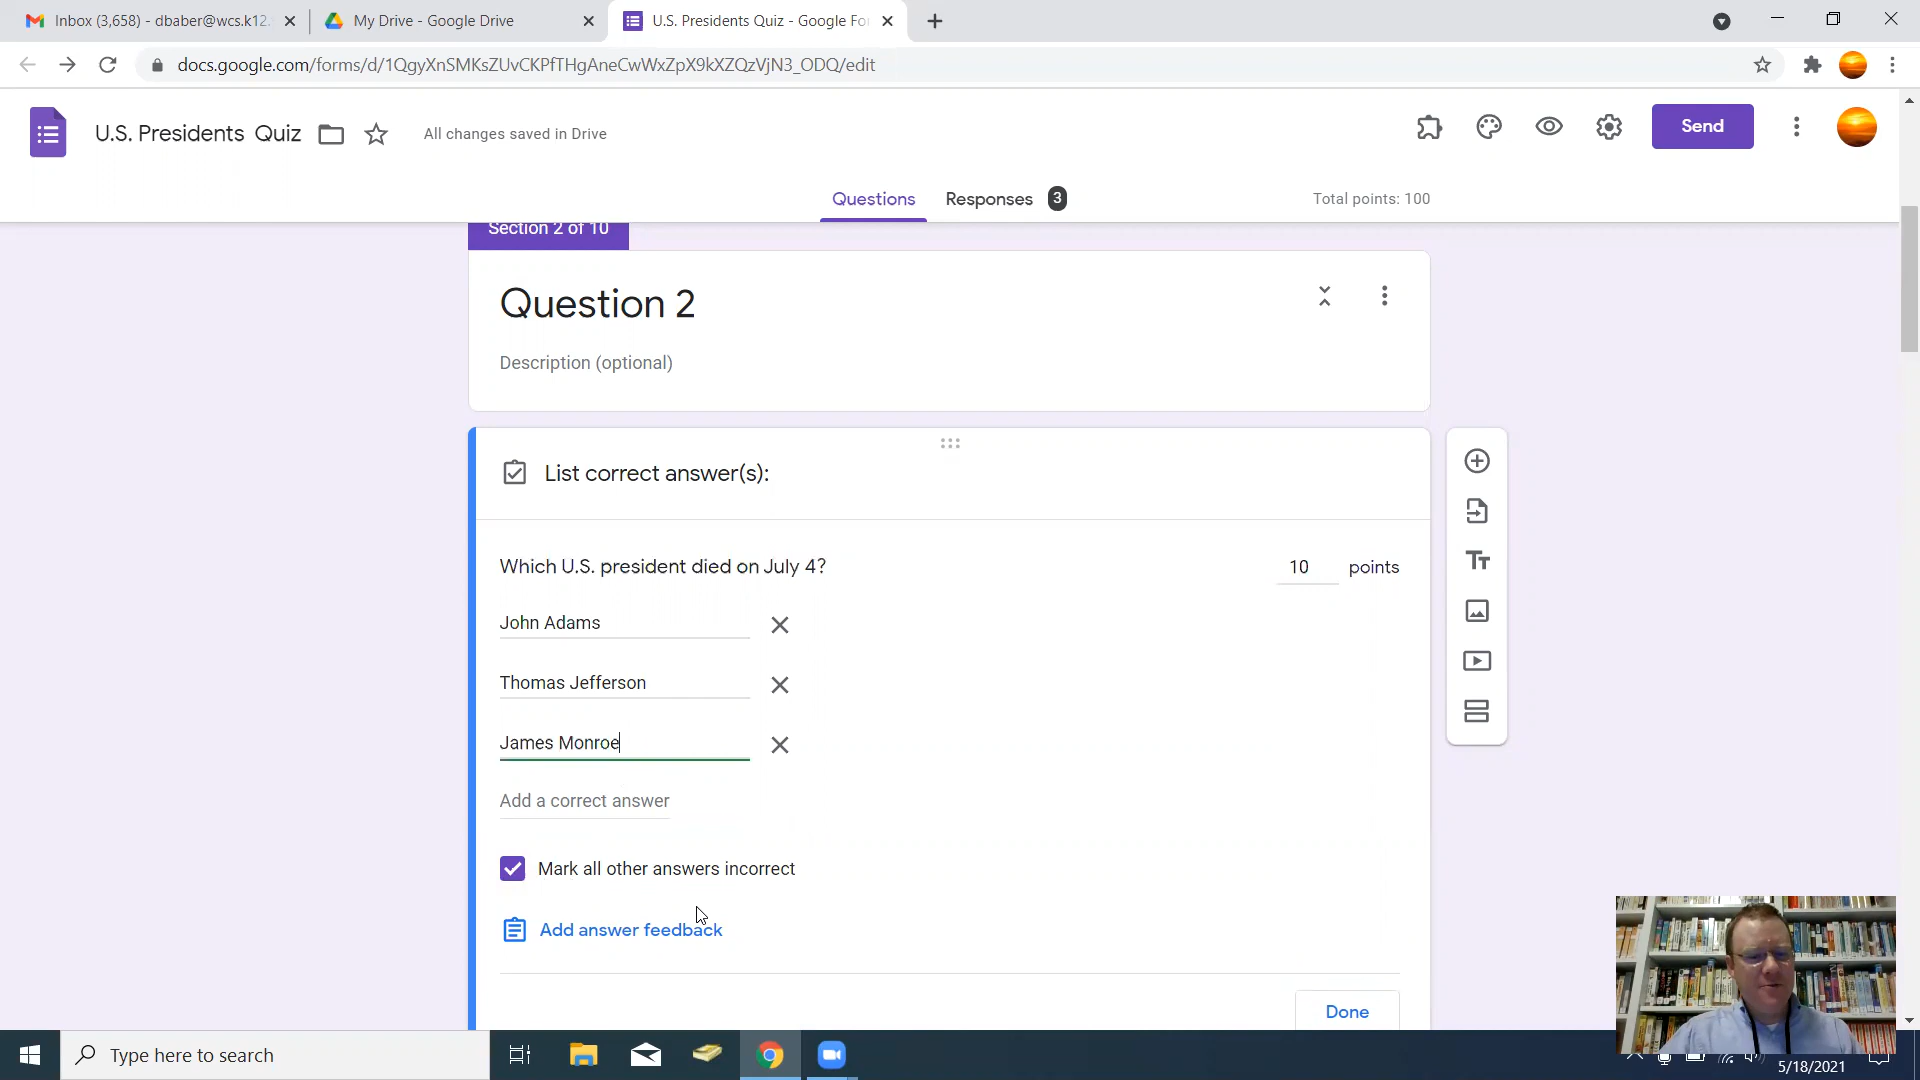 Inbox (3,658) - dbaber@wcs.k12.
My Drive - Google Drive
U.S. Presidents Quiz - Google Fo
docs.google.com/forms/d/1QgyXnSMKsZUvCKPfTHgAneCwWxZpX9kXZQzVjN3_ODQ/edit
U.S. Presidents Quiz
All changes saved in Drive
Send
Questions
Responses 3
Total points: 100
Section 2 of 10
Question 2
Description (optional)
List correct answer(s):
Which U.S. president died on July 4?
10 points
John Adams
Thomas Jefferson
James Monroe
Add a correct answer
Mark all other answers incorrect
Add answer feedback
Done
Type here to search
5/18/2021